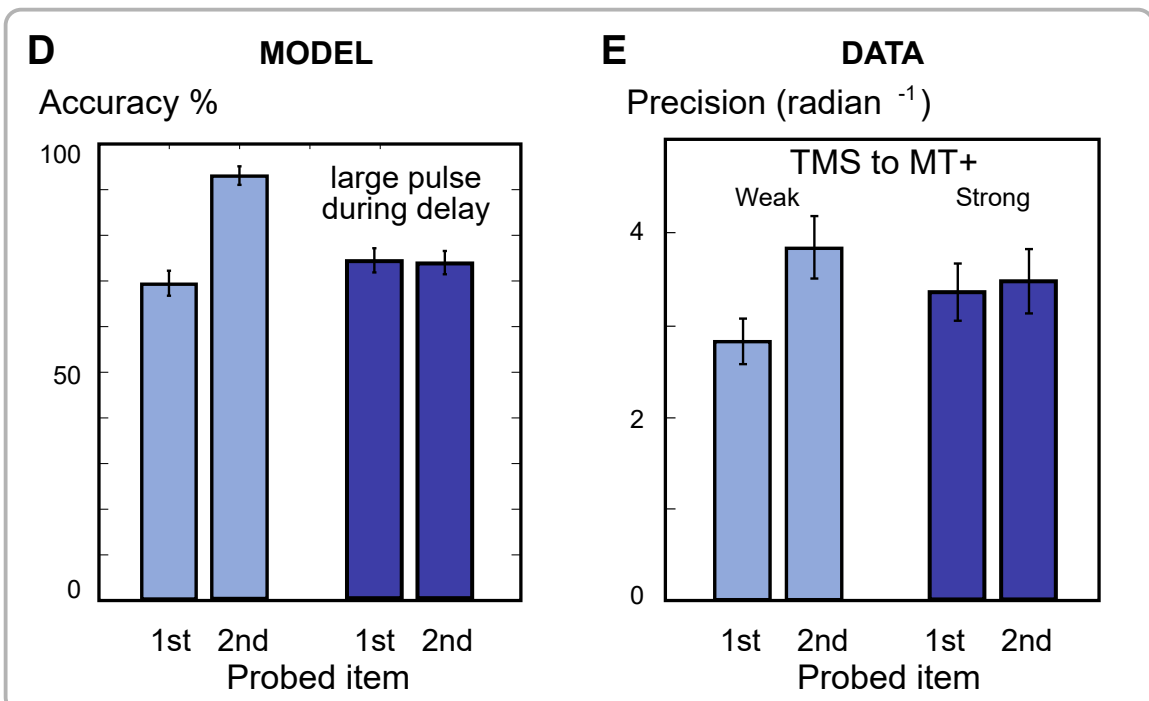 D MODEL
Accuracy %
100
50
0
large pulse
during delay
1st 2nd 1st 2nd
Probed item
E DATA
Precision (radian -1)
TMS to MT+
Weak Strong
4
2
0
1st 2nd 1st 2nd
Probed item